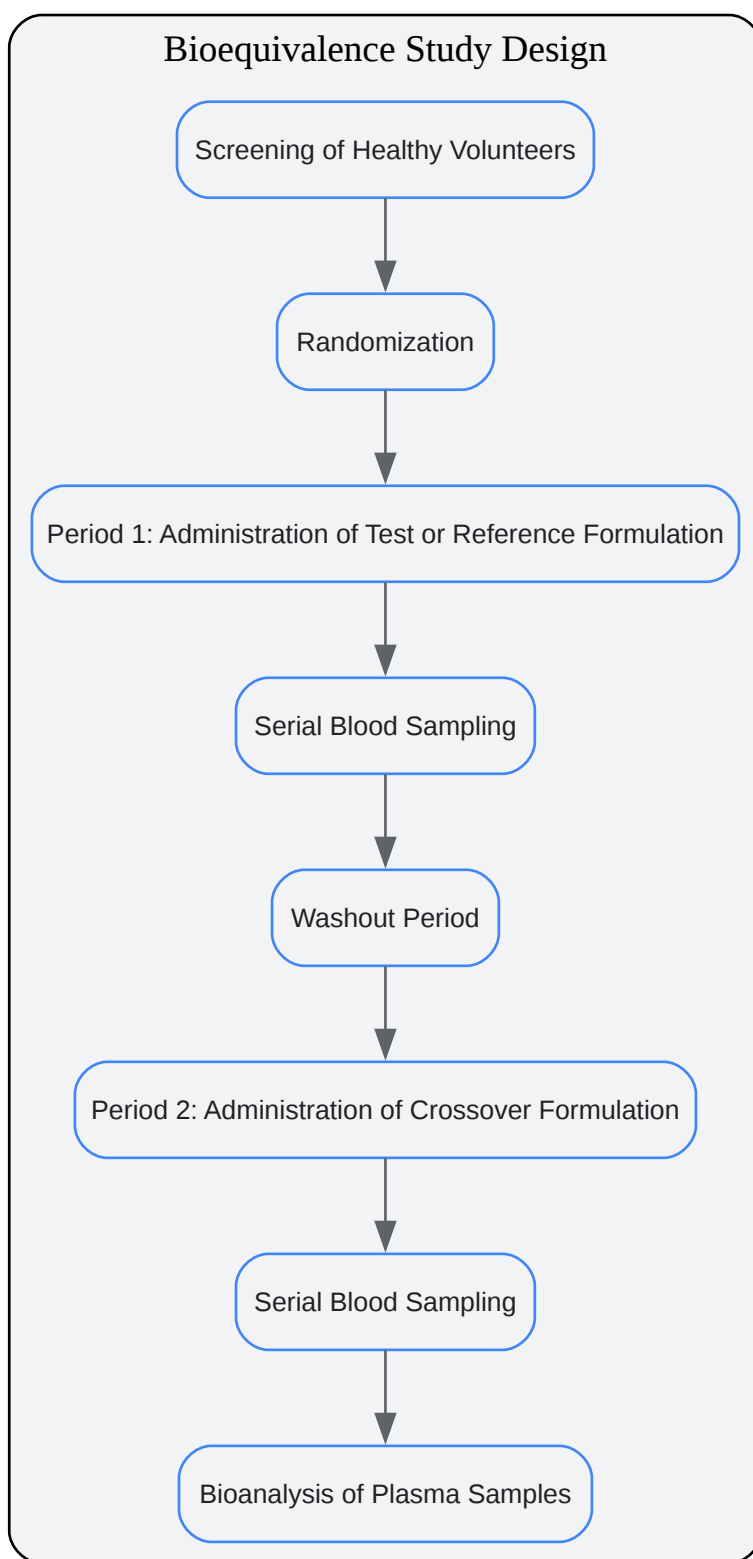 Bioequivalence Study Design
Screening of Healthy Volunteers
Randomization
Period 1: Administration of Test or Reference Formulation
Serial Blood Sampling
Washout Period
Period 2: Administration of Crossover Formulation
Serial Blood Sampling
Bioanalysis of Plasma Samples